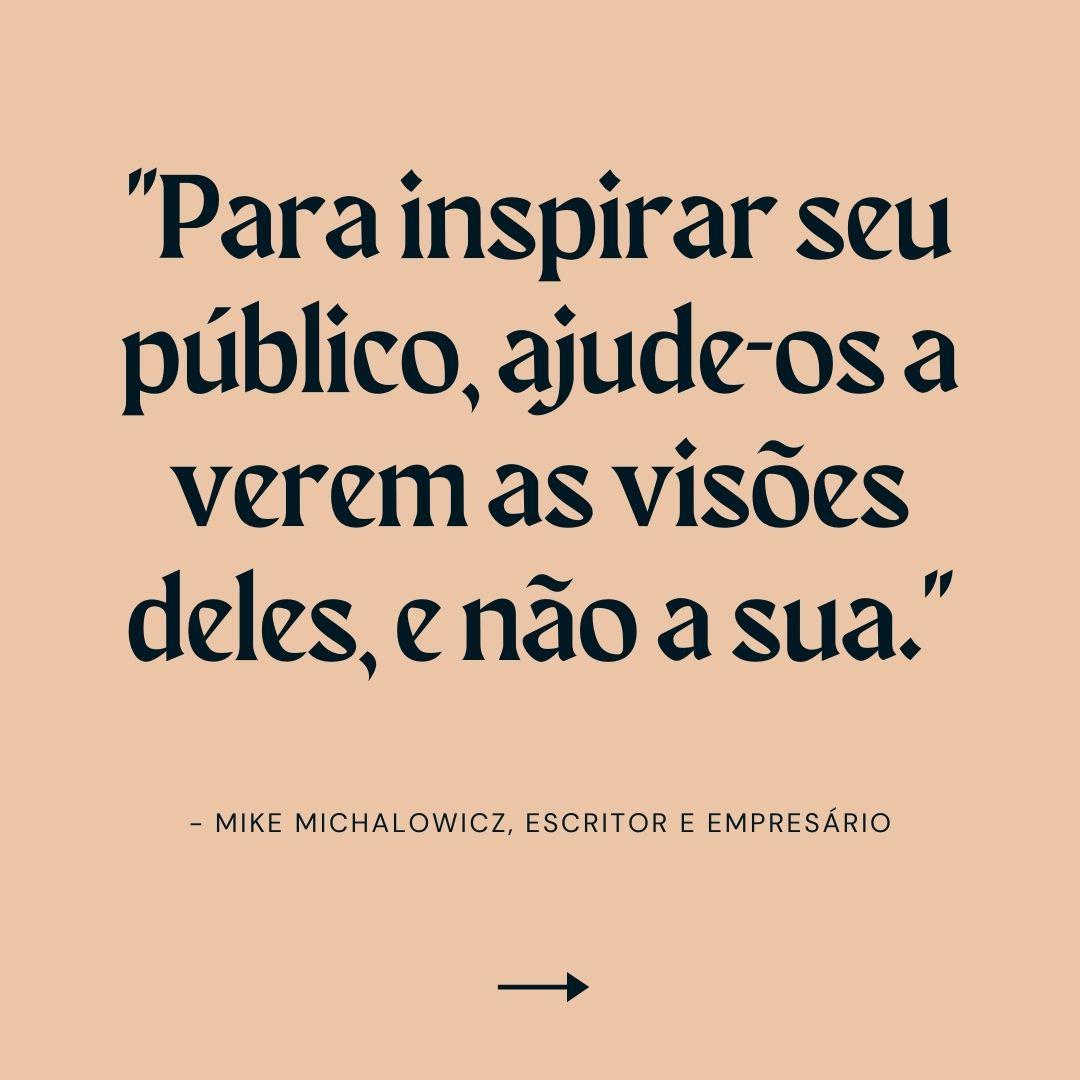 "Para inspirar seu
público, ajude-os a
verem as visões
deles, e não a sua."
- MIKE MICHALOWICZ, ESCRITOR E EMPRESÁRIO